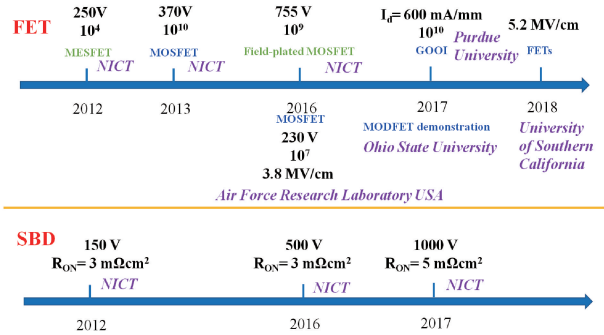 FET
250V
10⁴
MESFET
NICT
370V
10¹⁰
MOSFET
NICT
755 V
10⁹
Field-plated MOSFET
NICT
I_d= 600 mA/mm
10¹⁰
GOOI
Purdue
University
5.2 MV/cm
FETs
2012
2013
2016
2017
2018
MOSFET
230 V
10⁷
3.8 MV/cm
Air Force Research Laboratory USA
MODFET demonstration
Ohio State University
University
of Southern
California
SBD
150 V
R_ON= 3 mΩcm²
NICT
500 V
R_ON= 3 mΩcm²
NICT
1000 V
R_ON= 5 mΩcm²
NICT
2012
2016
2017